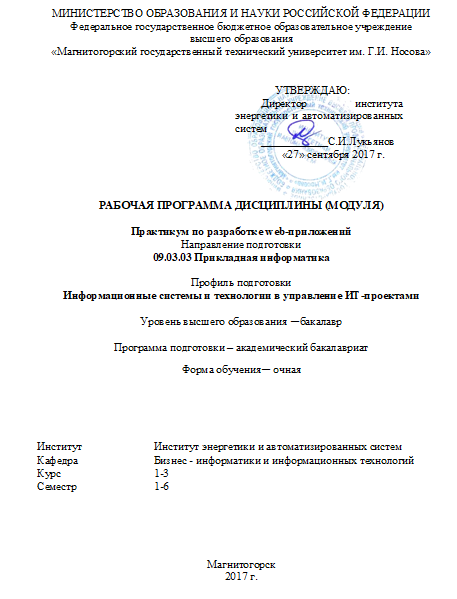 МИНИСТЕРСТВО ОБРАЗОВАНИЯ И НАУКИ РОССИЙСКОЙ ФЕДЕРАЦИИ
Федеральное государственное бюджетное образовательное учреждение
высшего образования
«Магнитогорский государственный технический университет им. Г.И. Носова»
УТВЕРЖДАЮ:
Директор института
энергетики и автоматизированных
систем
С.И.Лукьянов
«27» сентября 2017 г.
РАБОЧАЯ ПРОГРАММА ДИСЦИПЛИНЫ (МОДУЛЯ)
Практикум по разработке web-приложений
Направление подготовки
09.03.03 Прикладная информатика
Профиль подготовки
Информационные системы и технологии в управление ИТ-проектами
Уровень высшего образования — бакалавр
Программа подготовки – академический бакалавриат
Форма обучения — очная
Институт Институт энергетики и автоматизированных систем
Кафедра Бизнес - информатики и информационных технологий
Курс 1-3
Семестр 1-6
Магнитогорск
2017 г.